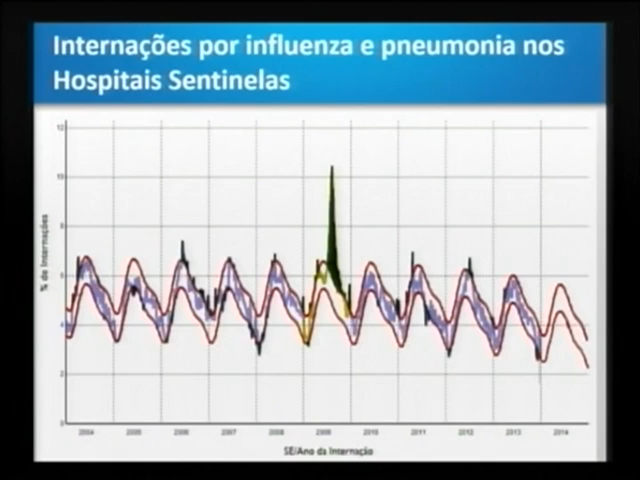 Internações por influenza e pneumonia nos
Hospitais Sentinelas
12
10
8
6
4
2
0
% de Internações
2004 2005 2006 2007 2008 2009 2010 2011 2012 2013 2014
SE/Ano da Internação